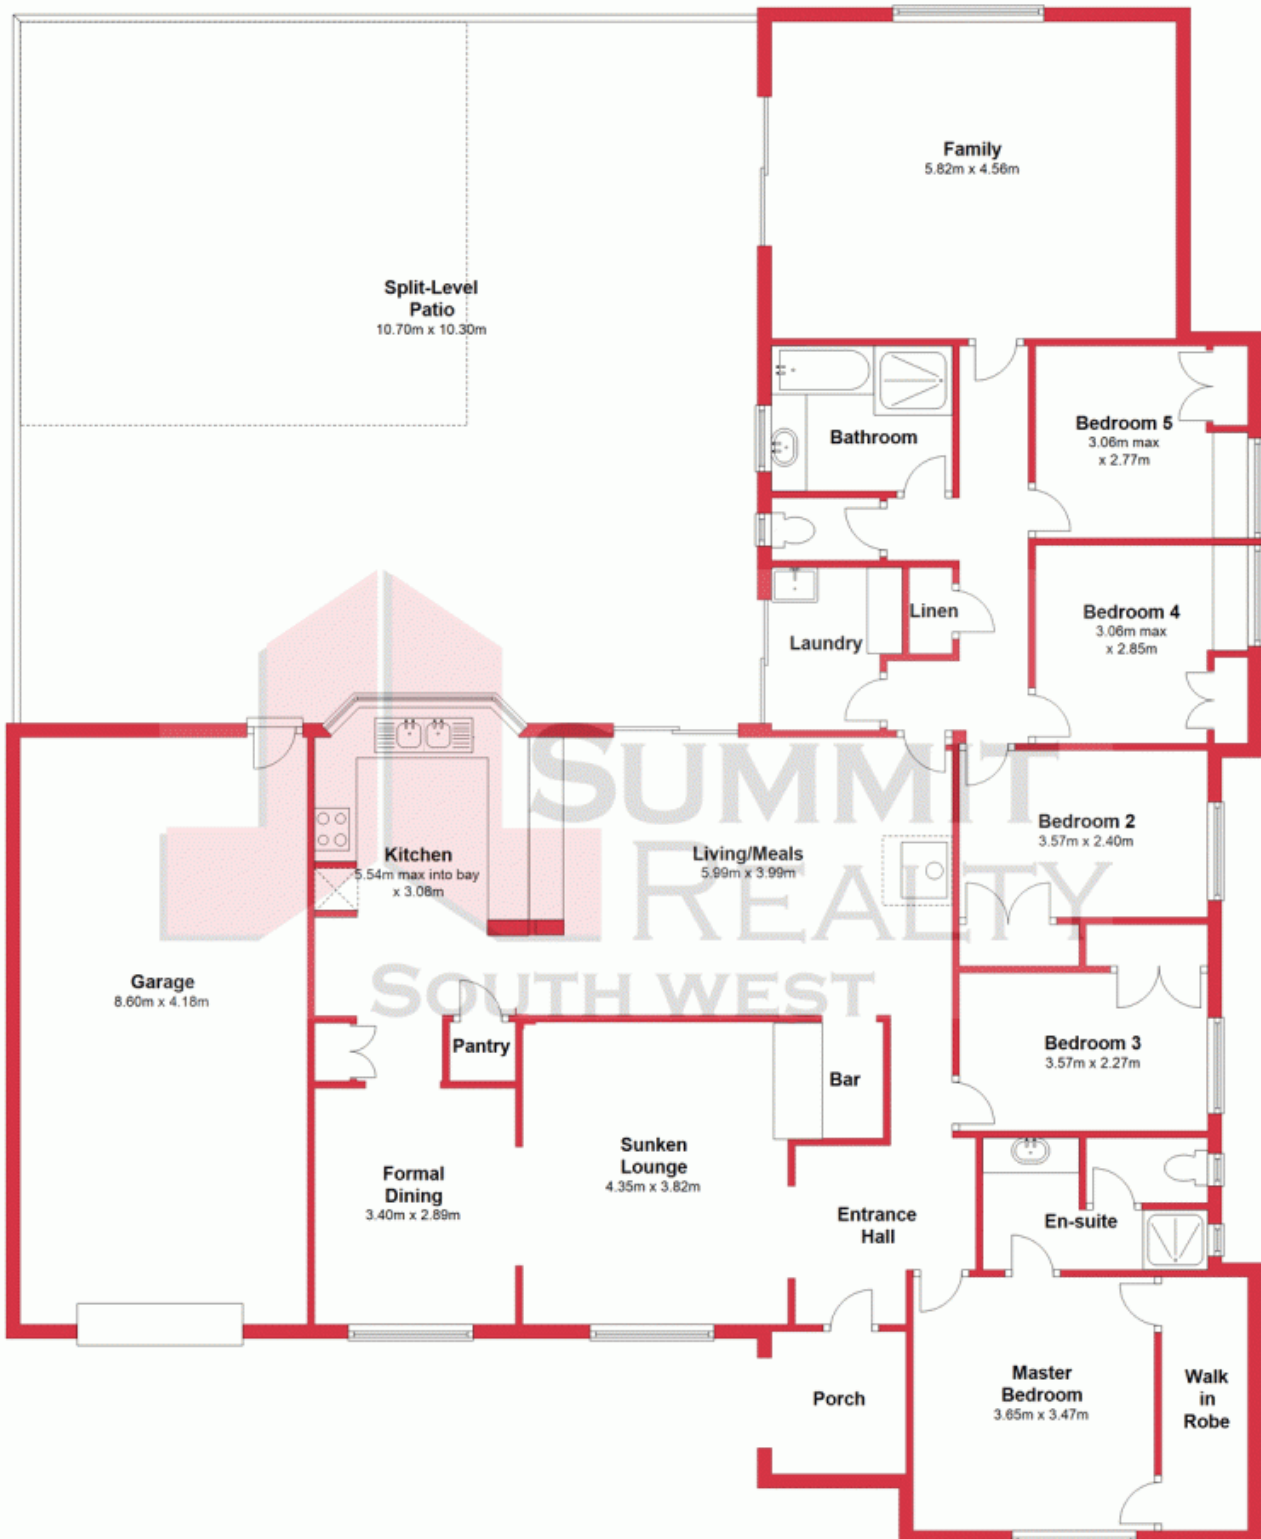 Family
5.82m x 4.56m
Split-Level
Patio
10.70m x 10.30m
Bathroom
Bedroom 5
3.06m max
x 2.77m
Linen
Laundry
Bedroom 4
3.06m max
x 2.85m
SUMMIT
REALTY
SOUTH WEST
Kitchen
5.54m max into bay
x 3.08m
Living/Meals
5.99m x 3.99m
Bedroom 2
3.57m x 2.40m
Garage
8.60m x 4.18m
Pantry
Bar
Bedroom 3
3.57m x 2.27m
Formal
Dining
3.40m x 2.89m
Sunken
Lounge
4.35m x 3.82m
Entrance
Hall
En-suite
Porch
Master
Bedroom
3.65m x 3.47m
Walk
in
Robe